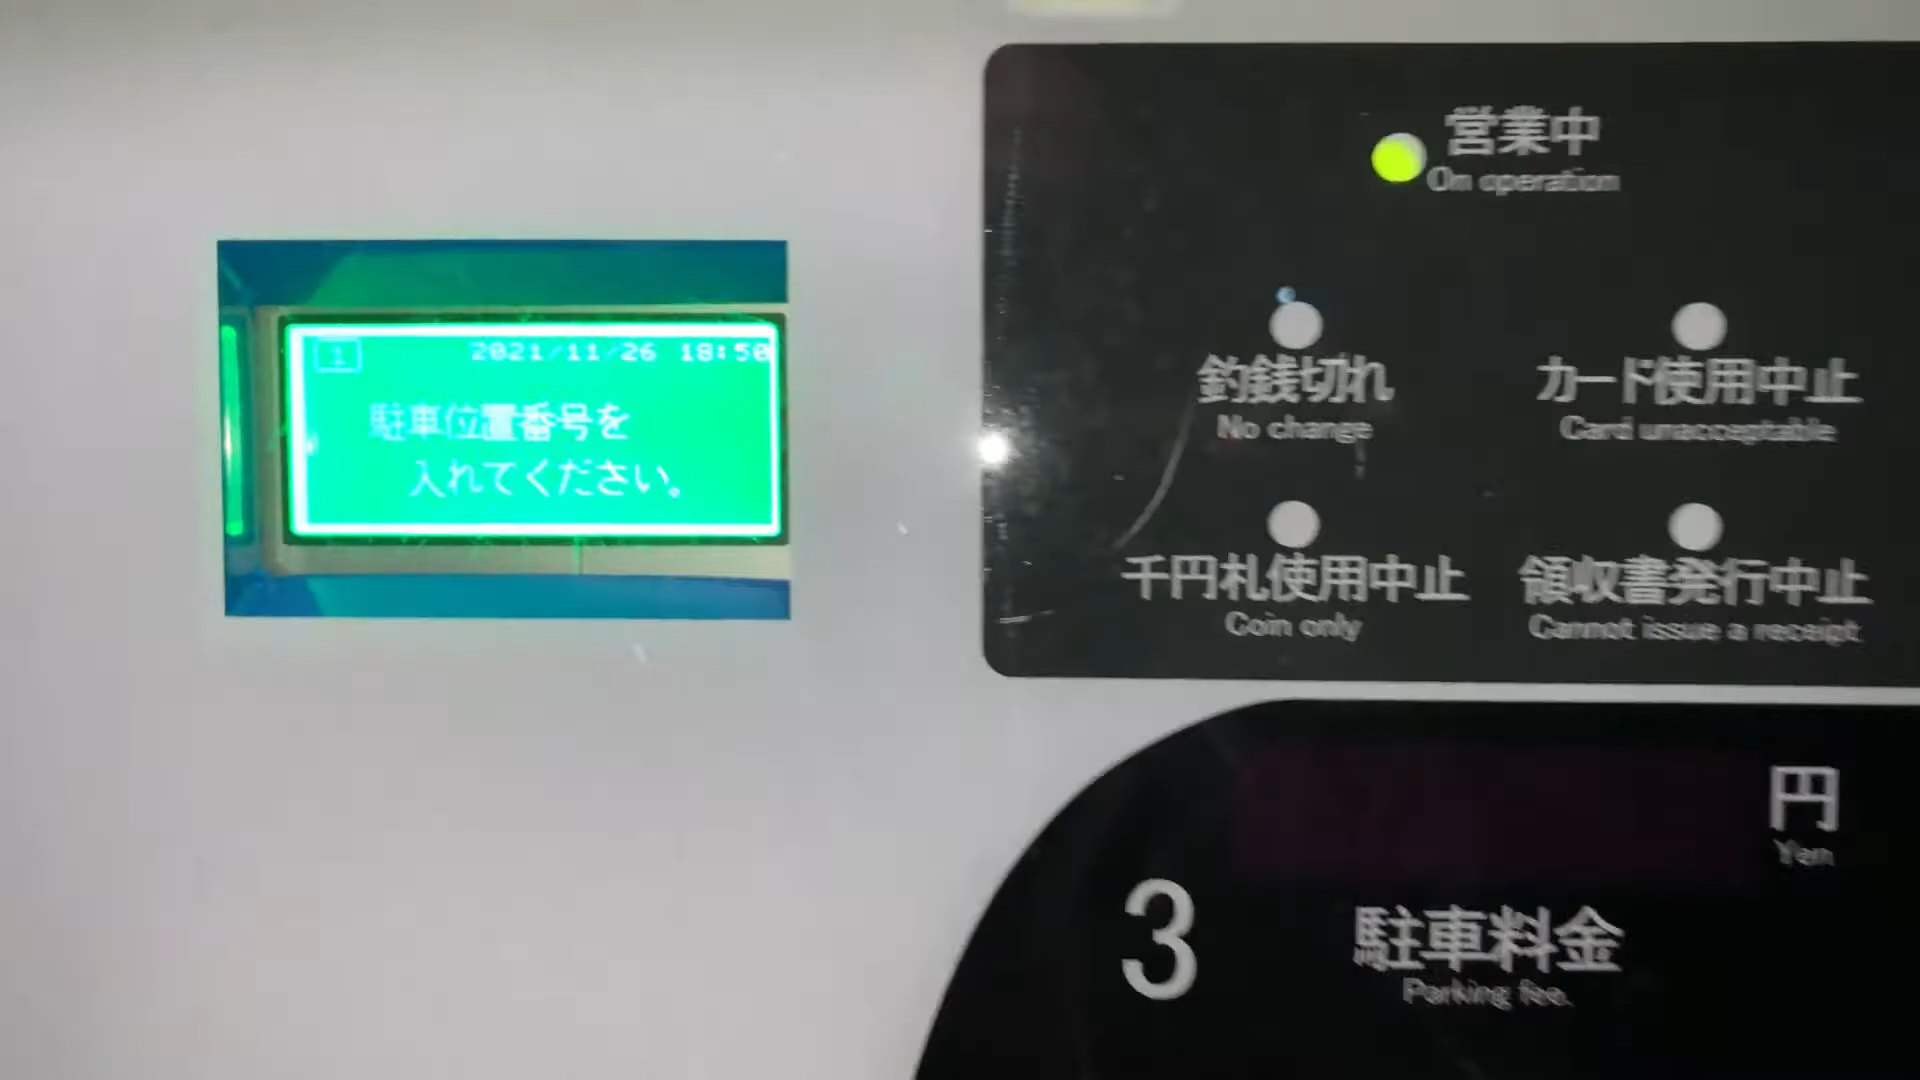 1 2021/11/26 18:50
駐車位置番号を
入れてください。
営業中
On operation
釣銭切れ
No change
カード使用中止
Card unacceptable
千円札使用中止
Coin only
領収書発行中止
Cannot issue a receipt
円
Yen
3
駐車料金
Parking fee.